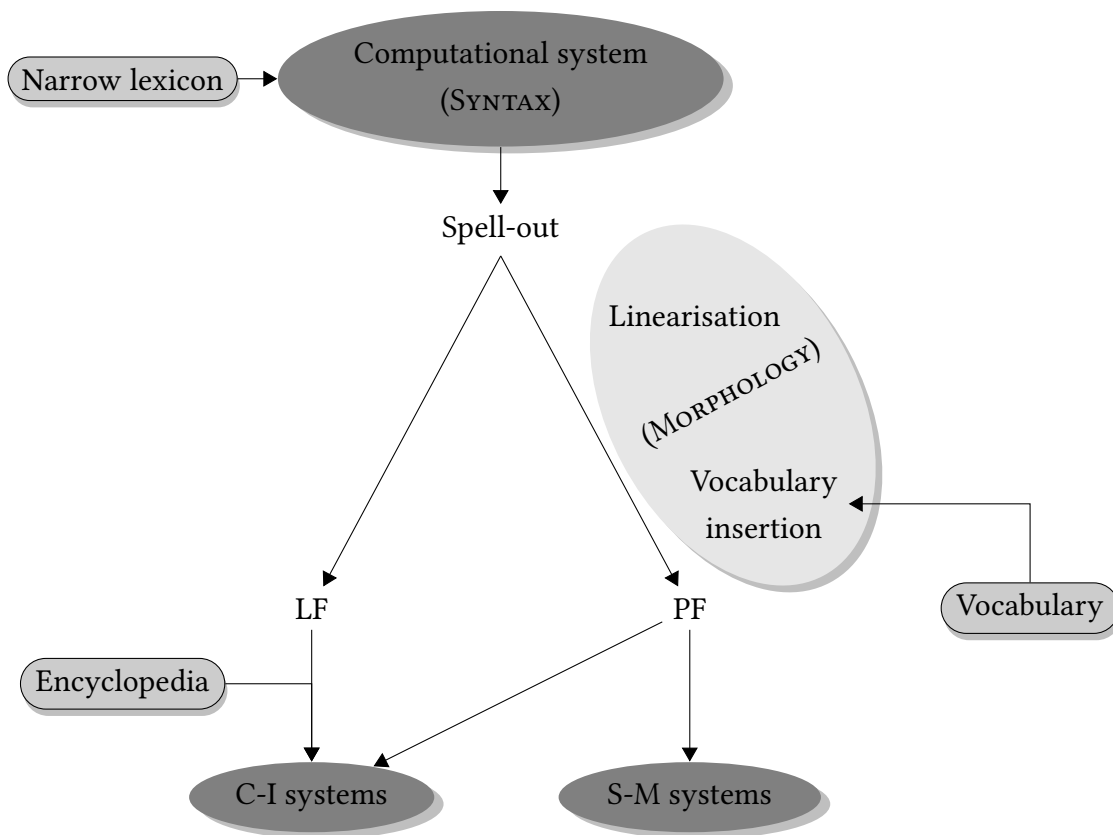 Computational system
(SYNTAX)
Narrow lexicon
Spell-out
Linearisation
(MORPHOLOGY)
Vocabulary
insertion
LF
PF
Vocabulary
Encyclopedia
C-I systems
S-M systems